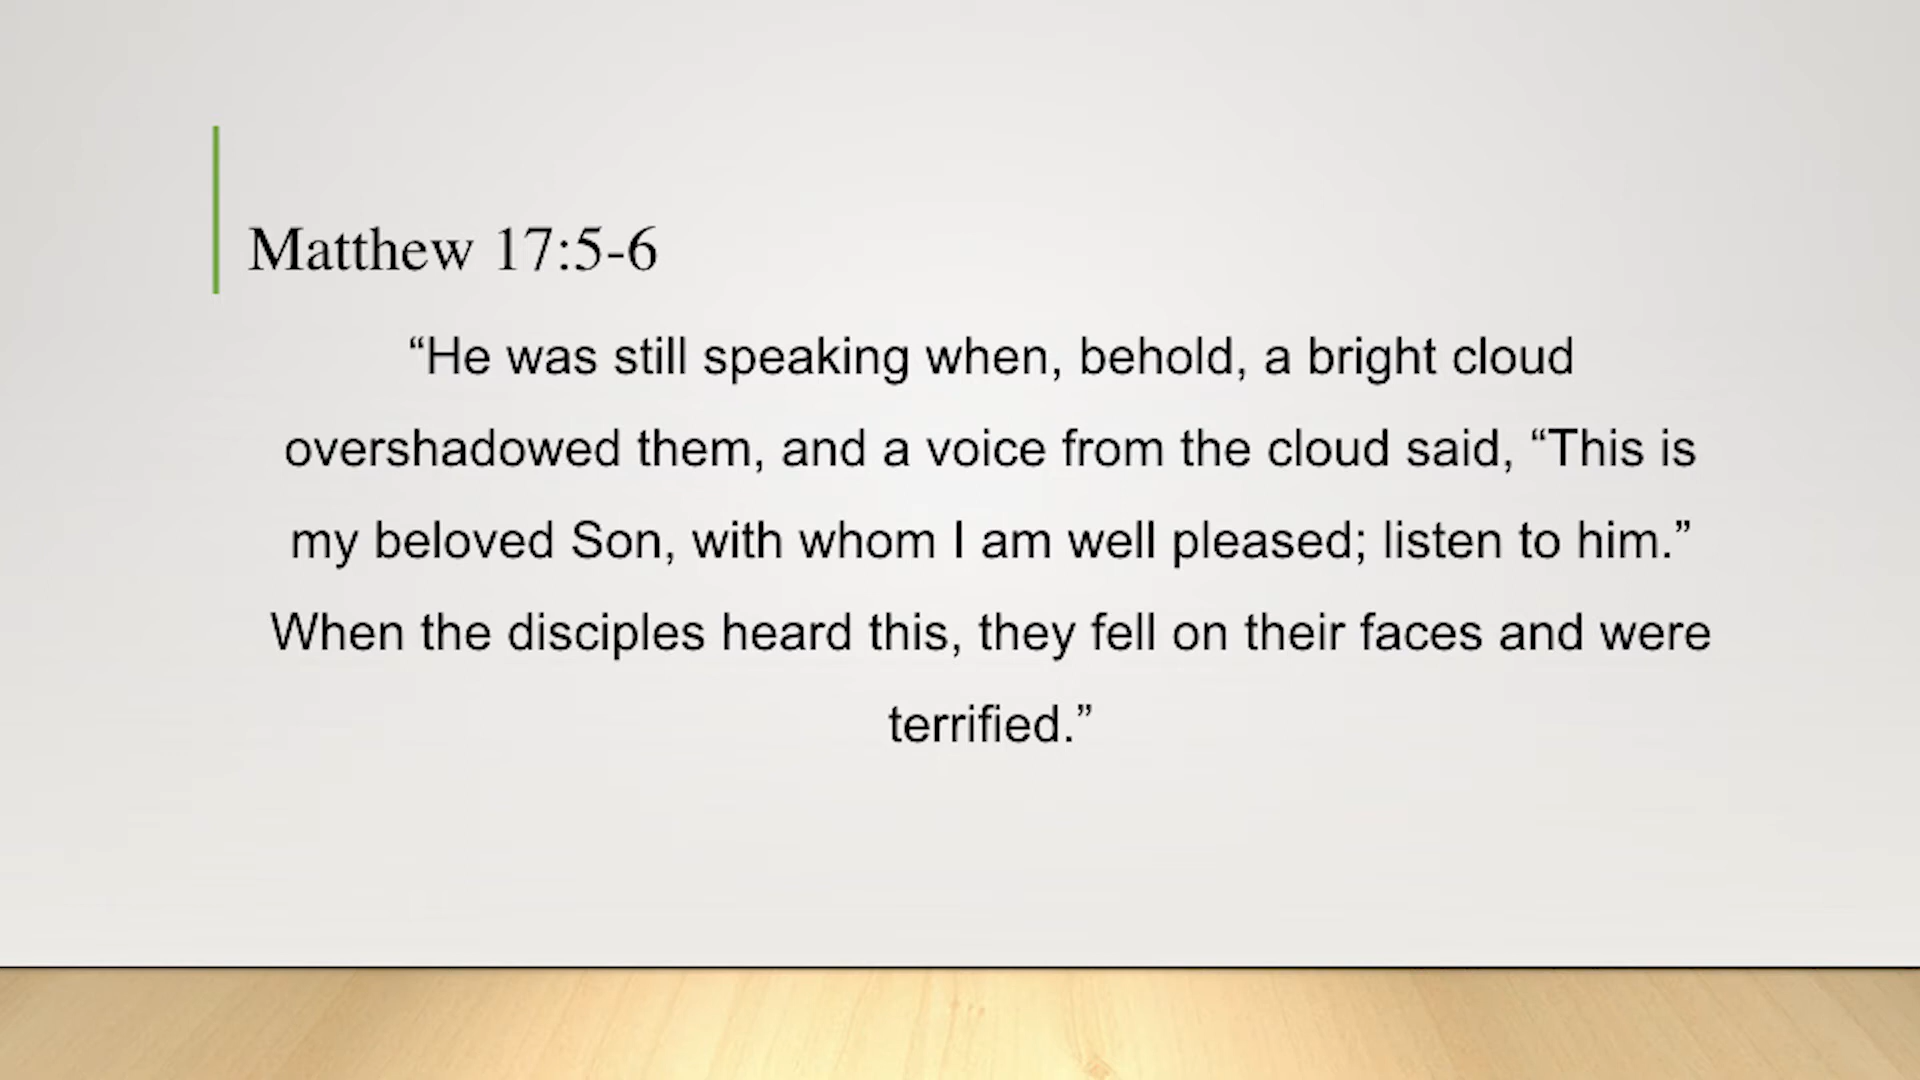 Matthew 17:5-6
“He was still speaking when, behold, a bright cloud
overshadowed them, and a voice from the cloud said, “This is
my beloved Son, with whom I am well pleased; listen to him.”
When the disciples heard this, they fell on their faces and were
terrified.”